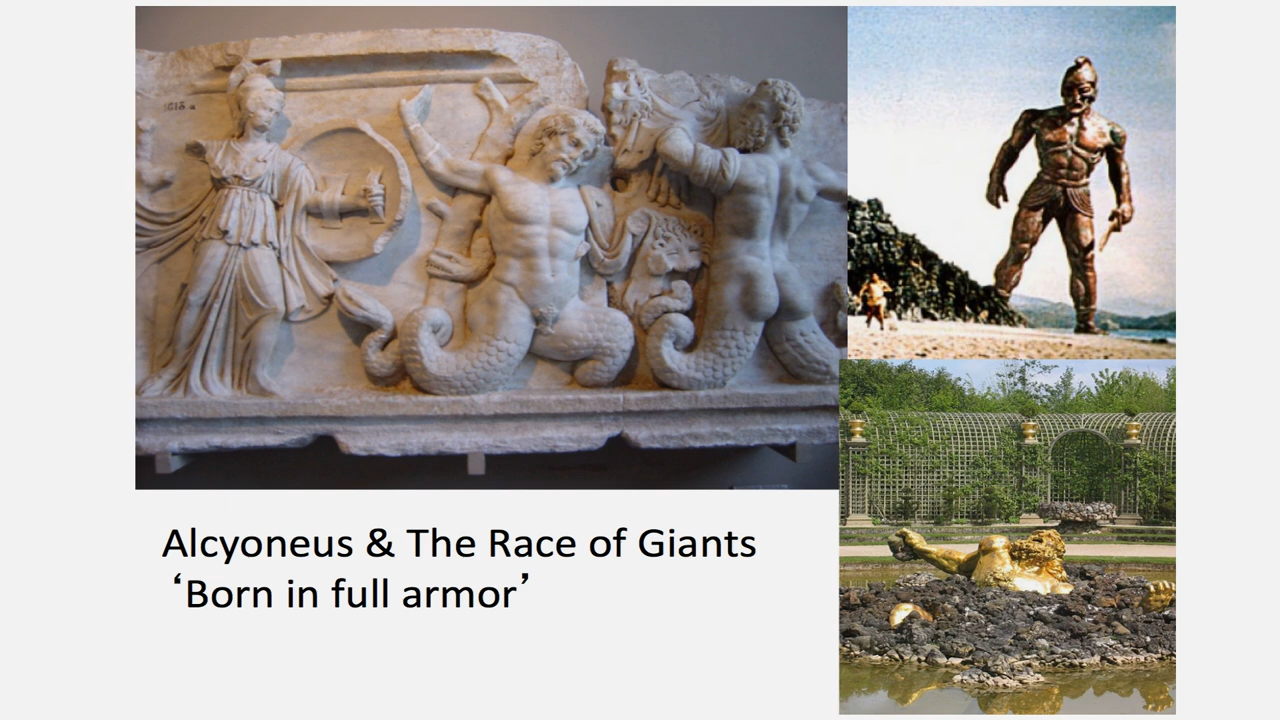 Alcyoneus & The Race of Giants
‘Born in full armor’